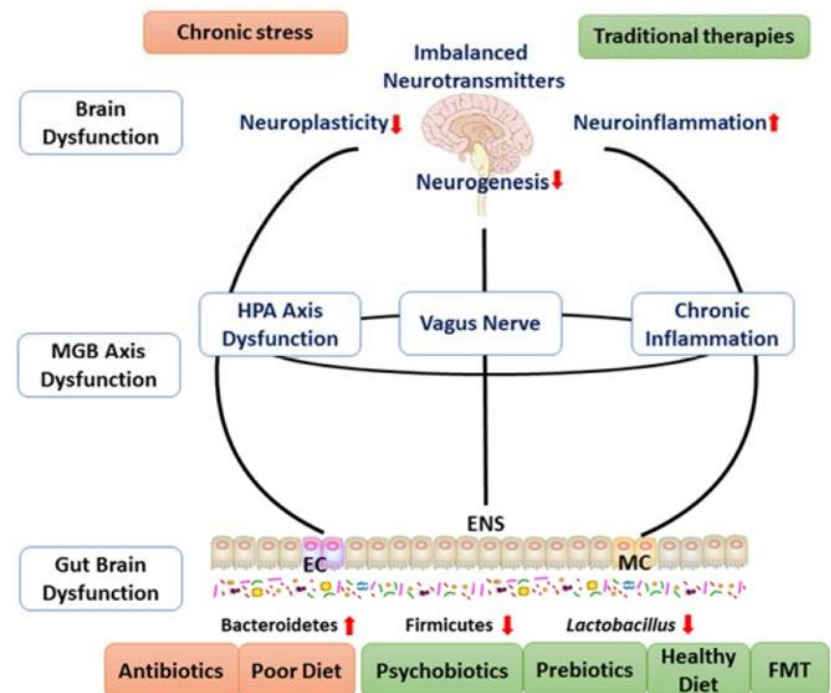 Chronic stress
Traditional therapies
Imbalanced
Neurotransmitters
Brain
Dysfunction
Neuroplasticity
Neuroinflammation
Neurogenesis
HPA Axis
Dysfunction
Vagus Nerve
Chronic
Inflammation
MGB Axis
Dysfunction
ENS
EC
MC
Gut Brain
Dysfunction
Bacteroidetes
Firmicutes
Lactobacillus
Antibiotics
Poor Diet
Psychobiotics
Prebiotics
Healthy
Diet
FMT